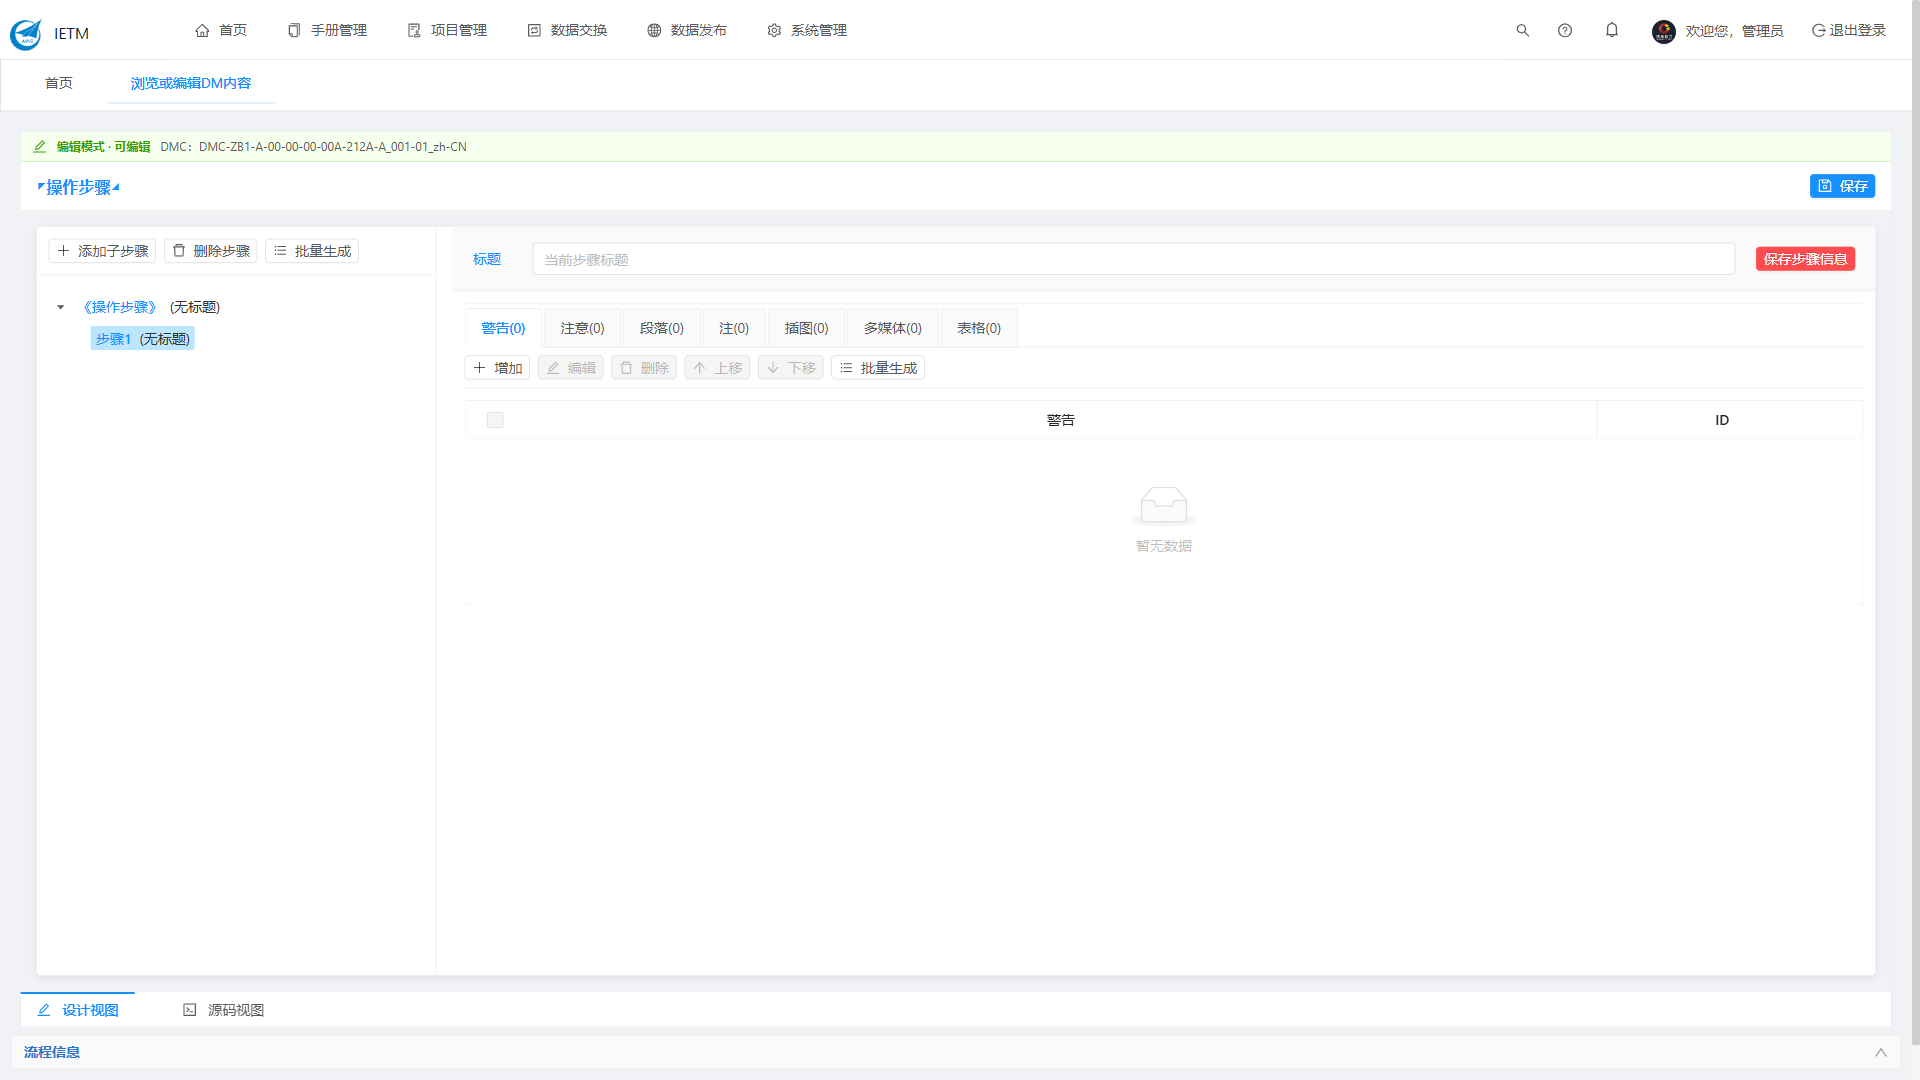 IETM
首页
手册管理
项目管理
数据交换
数据发布
系统管理
欢迎您，管理员
退出登录
首页
浏览或编辑DM内容
编辑模式 · 可编辑 DMC：DMC-ZB1-A-00-00-00-00A-212A-A_001-01_zh-CN
操作步骤
保存
添加子步骤
删除步骤
批量生成
《操作步骤》 (无标题)
步骤1 (无标题)
标题
当前步骤标题
保存步骤信息
警告(0)
注意(0)
段落(0)
注(0)
插图(0)
多媒体(0)
表格(0)
增加
编辑
删除
上移
下移
批量生成
警告
ID
暂无数据
设计视图
源码视图
流程信息